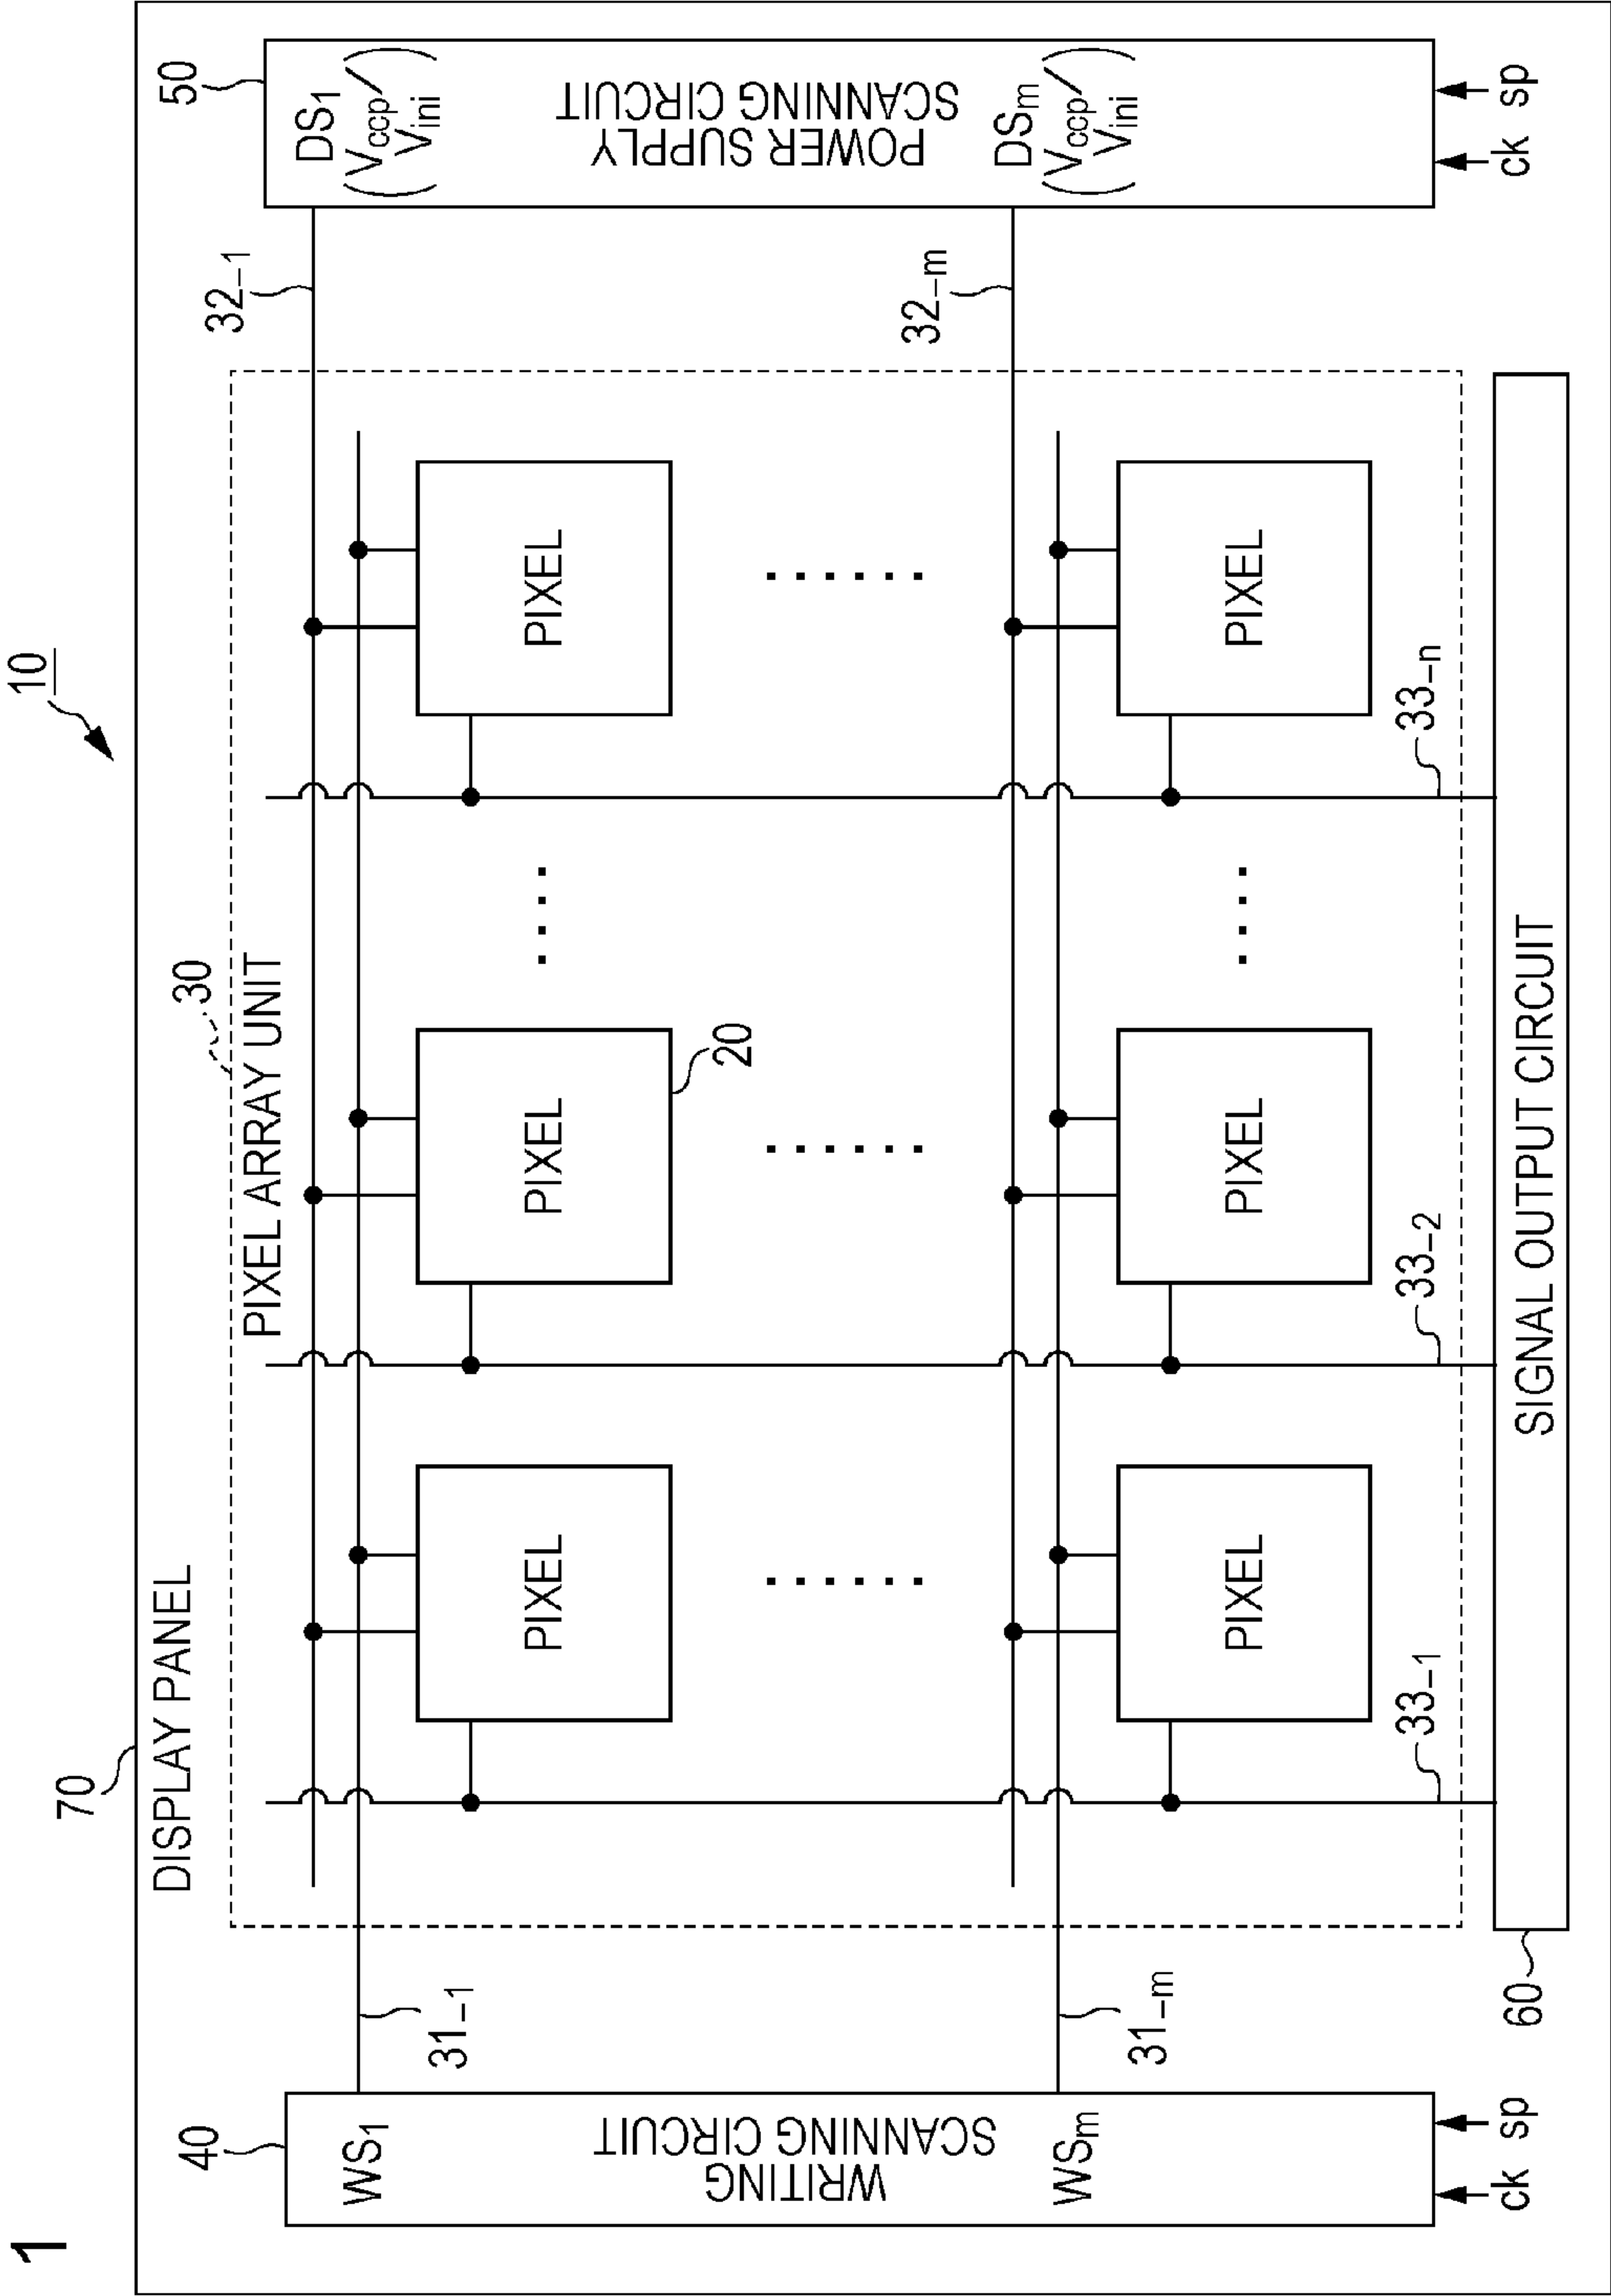 1
10
70
DISPLAY PANEL
30
PIXEL ARRAY UNIT
40
WS1
WRITING
SCANNING CIRCUIT
WSm
ck sp
31-1
31-m
32-1
32-m
50
DS1
(Vccp/
Vini)
POWER SUPPLY
SCANNING CIRCUIT
DSm
(Vccp/
Vini)
ck sp
PIXEL PIXEL PIXEL
20
PIXEL PIXEL PIXEL
33-1 33-2 33-n
60
SIGNAL OUTPUT CIRCUIT